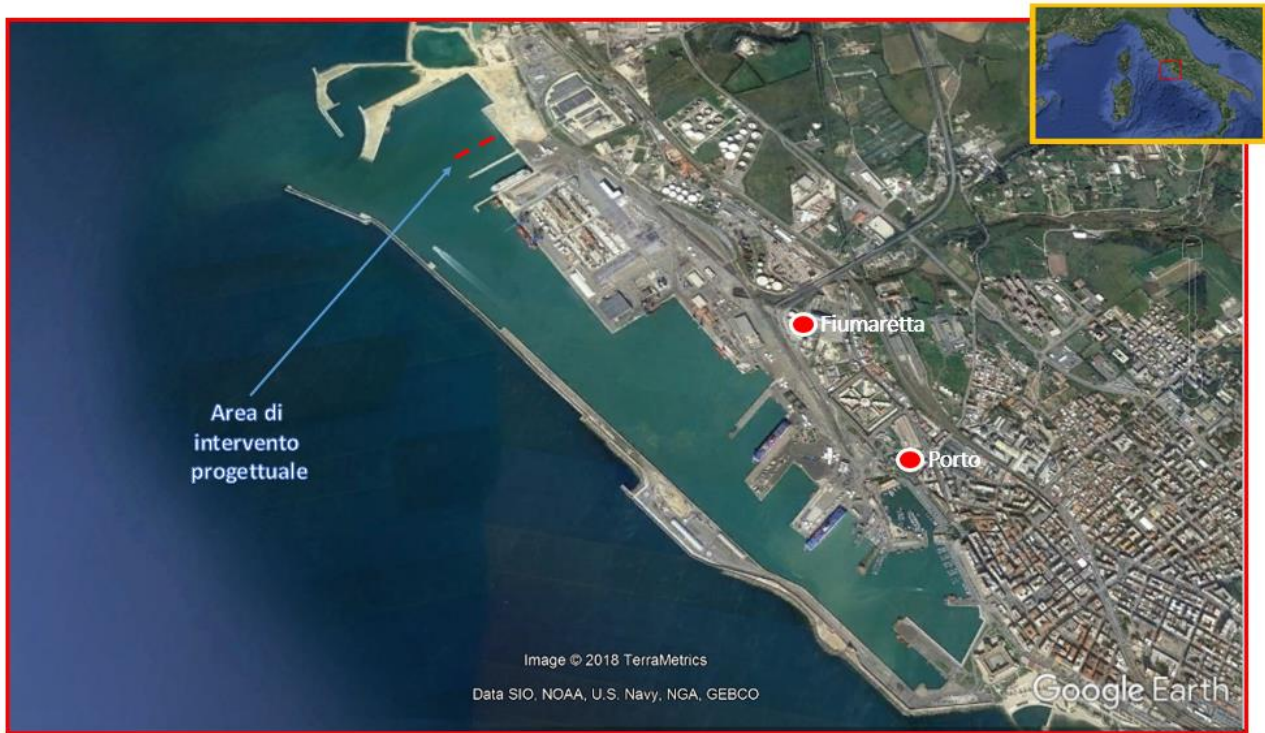 Fiumaretta
Porto
Area di
intervento
progettuale
Image © 2018 TerraMetrics
Data SIO, NOAA, U.S. Navy, NGA, GEBCO
Google Earth